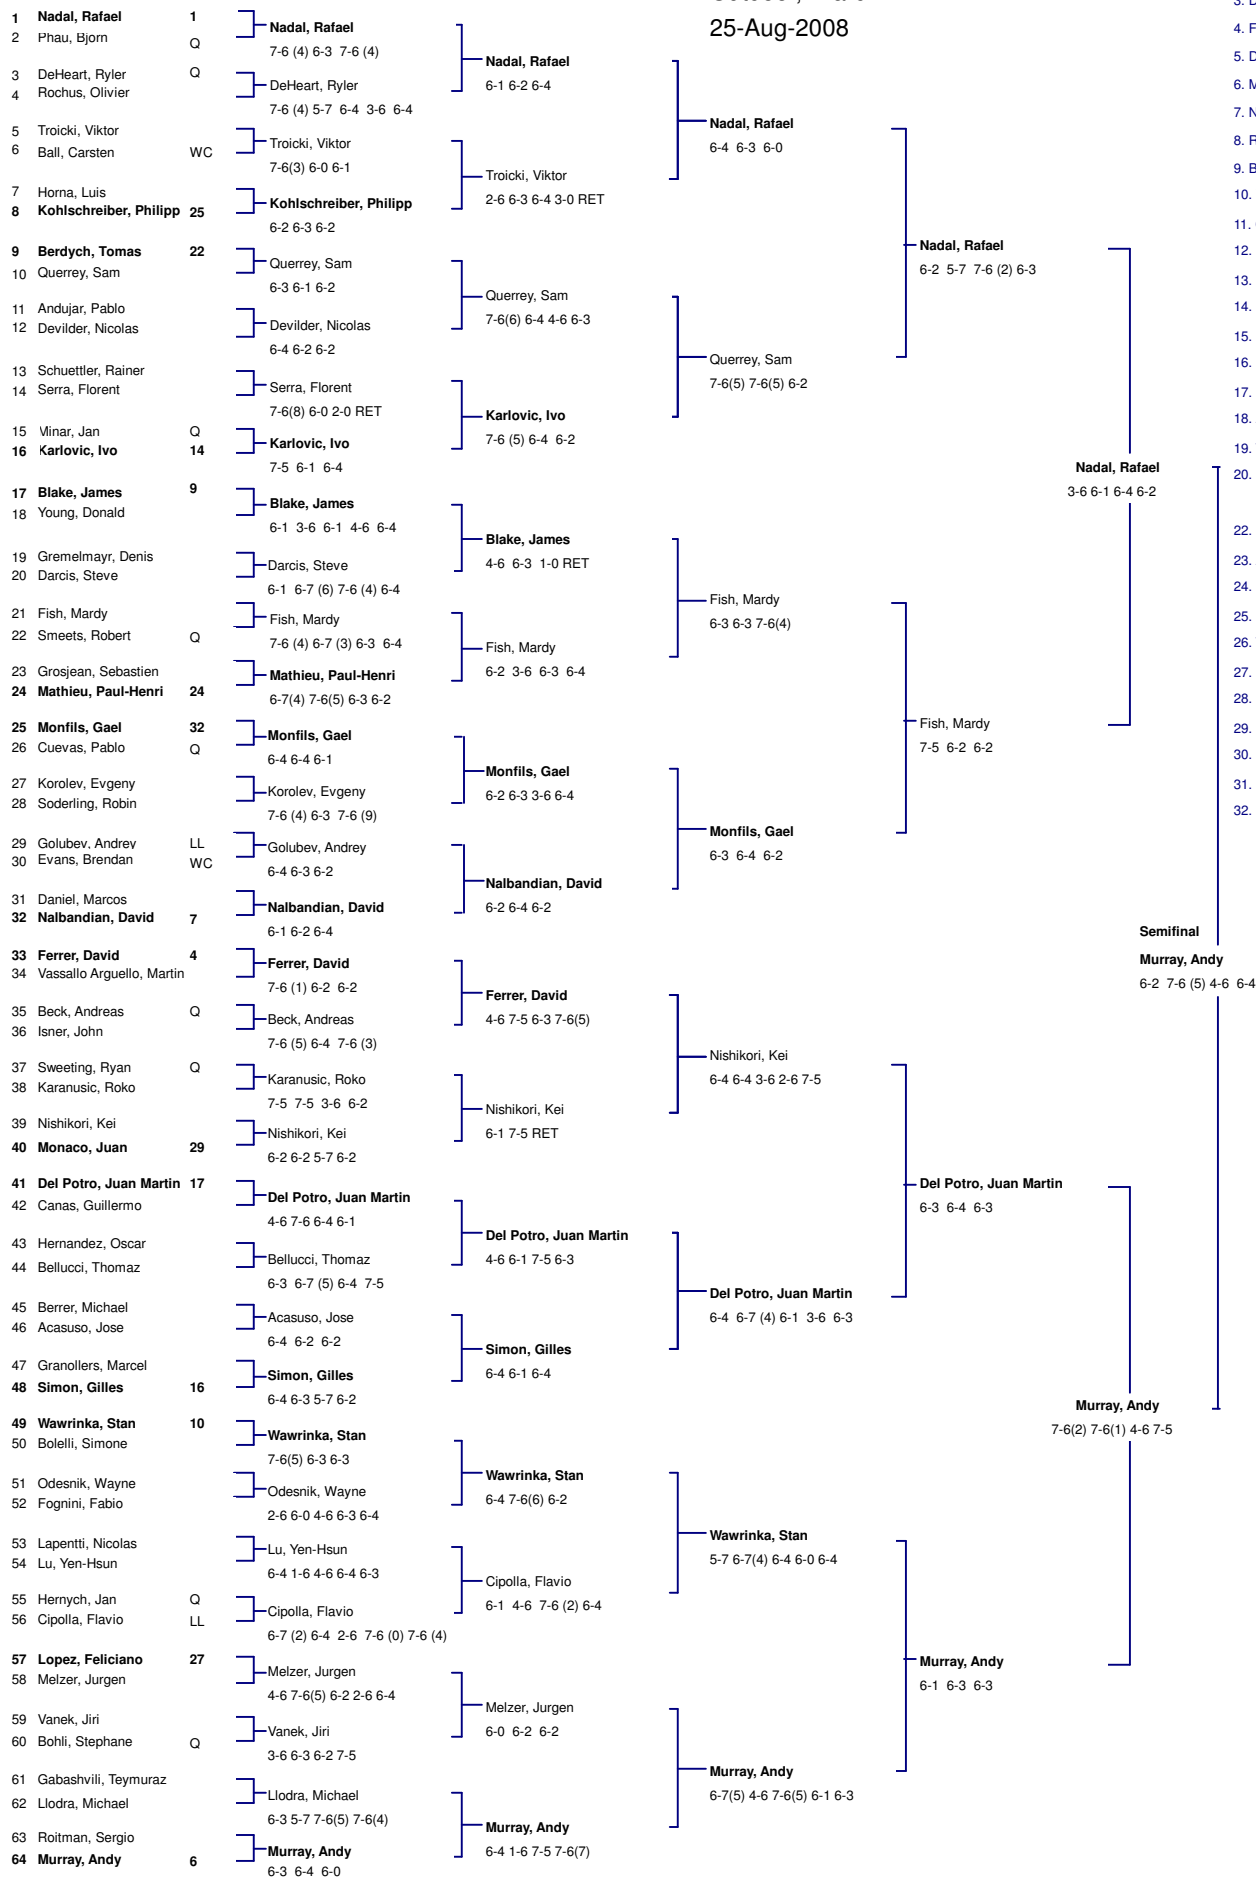 25-Aug-2008
1 Nadal, Rafael 1
2 Phau, Bjorn Q
3 DeHeart, Ryler Q
4 Rochus, Olivier
5 Troicki, Viktor
6 Ball, Carsten WC
7 Horna, Luis
8 Kohlschreiber, Philipp 25
9 Berdych, Tomas 22
10 Querrey, Sam
11 Andujar, Pablo
12 Devilder, Nicolas
13 Schuettler, Rainer
14 Serra, Florent
15 Minar, Jan Q
16 Karlovic, Ivo 14
17 Blake, James 9
18 Young, Donald
19 Gremelmayr, Denis
20 Darcis, Steve
21 Fish, Mardy
22 Smeets, Robert Q
23 Grosjean, Sebastien
24 Mathieu, Paul-Henri 24
25 Monfils, Gael 32
26 Cuevas, Pablo Q
27 Korolev, Evgeny
28 Soderling, Robin
29 Golubev, Andrey LL
30 Evans, Brendan WC
31 Daniel, Marcos
32 Nalbandian, David 7
33 Ferrer, David 4
34 Vassallo Arguello, Martin
35 Beck, Andreas Q
36 Isner, John
37 Sweeting, Ryan Q
38 Karanusic, Roko
39 Nishikori, Kei
40 Monaco, Juan 29
41 Del Potro, Juan Martin 17
42 Canas, Guillermo
43 Hernandez, Oscar
44 Bellucci, Thomaz
45 Berrer, Michael
46 Acasuso, Jose
47 Granollers, Marcel
48 Simon, Gilles 16
49 Wawrinka, Stan 10
50 Bolelli, Simone
51 Odesnik, Wayne
52 Fognini, Fabio
53 Lapentti, Nicolas
54 Lu, Yen-Hsun
55 Hernych, Jan Q
56 Cipolla, Flavio LL
57 Lopez, Feliciano 27
58 Melzer, Jurgen
59 Vanek, Jiri
60 Bohli, Stephane Q
61 Gabashvili, Teymuraz
62 Llodra, Michael
63 Roitman, Sergio
64 Murray, Andy 6
Nadal, Rafael
7-6 (4) 6-3 7-6 (4)
DeHeart, Ryler
7-6 (4) 5-7 6-4 3-6 6-4
Troicki, Viktor
7-6(3) 6-0 6-1
Kohlschreiber, Philipp
6-2 6-3 6-2
Querrey, Sam
6-3 6-1 6-2
Devilder, Nicolas
6-4 6-2 6-2
Serra, Florent
7-6(8) 6-0 2-0 RET
Karlovic, Ivo
7-5 6-1 6-4
Blake, James
6-1 3-6 6-1 4-6 6-4
Darcis, Steve
6-1 6-7 (6) 7-6 (4) 6-4
Fish, Mardy
7-6 (4) 6-7 (3) 6-3 6-4
Mathieu, Paul-Henri
6-7(4) 7-6(5) 6-3 6-2
Monfils, Gael
6-4 6-4 6-1
Korolev, Evgeny
7-6 (4) 6-3 7-6 (9)
Golubev, Andrey
6-4 6-3 6-2
Nalbandian, David
6-1 6-2 6-4
Ferrer, David
7-6 (1) 6-2 6-2
Beck, Andreas
7-6 (5) 6-4 7-6 (3)
Karanusic, Roko
7-5 7-5 3-6 6-2
Nishikori, Kei
6-2 6-2 5-7 6-2
Del Potro, Juan Martin
4-6 7-6 6-4 6-1
Bellucci, Thomaz
6-3 6-7 (5) 6-4 7-5
Acasuso, Jose
6-4 6-2 6-2
Simon, Gilles
6-4 6-3 5-7 6-2
Wawrinka, Stan
7-6(5) 6-3 6-3
Odesnik, Wayne
2-6 6-0 4-6 6-3 6-4
Lu, Yen-Hsun
6-4 1-6 4-6 6-4 6-3
Cipolla, Flavio
6-7 (2) 6-4 2-6 7-6 (0) 7-6 (4)
Melzer, Jurgen
4-6 7-6(5) 6-2 2-6 6-4
Vanek, Jiri
3-6 6-3 6-2 7-5
Llodra, Michael
6-3 5-7 7-6(5) 7-6(4)
Murray, Andy
6-3 6-4 6-0
Nadal, Rafael
6-1 6-2 6-4
Troicki, Viktor
2-6 6-3 6-4 3-0 RET
Querrey, Sam
7-6(6) 6-4 4-6 6-3
Karlovic, Ivo
7-6 (5) 6-4 6-2
Blake, James
4-6 6-3 1-0 RET
Fish, Mardy
6-2 3-6 6-3 6-4
Monfils, Gael
6-2 6-3 3-6 6-4
Nalbandian, David
6-2 6-4 6-2
Ferrer, David
4-6 7-5 6-3 7-6(5)
Nishikori, Kei
6-1 7-5 RET
Del Potro, Juan Martin
4-6 6-1 7-5 6-3
Simon, Gilles
6-4 6-1 6-4
Wawrinka, Stan
6-4 7-6(6) 6-2
Cipolla, Flavio
6-1 4-6 7-6 (2) 6-4
Melzer, Jurgen
6-0 6-2 6-2
Murray, Andy
6-4 1-6 7-5 7-6(7)
Nadal, Rafael
6-4 6-3 6-0
Querrey, Sam
7-6(5) 7-6(5) 6-2
Fish, Mardy
6-3 6-3 7-6(4)
Monfils, Gael
6-3 6-4 6-2
Nishikori, Kei
6-4 6-4 3-6 2-6 7-5
Del Potro, Juan Martin
6-4 6-7 (4) 6-1 3-6 6-3
Wawrinka, Stan
5-7 6-7(4) 6-4 6-0 6-4
Murray, Andy
6-7(5) 4-6 7-6(5) 6-1 6-3
Nadal, Rafael
6-2 5-7 7-6 (2) 6-3
Fish, Mardy
7-5 6-2 6-2
Del Potro, Juan Martin
6-3 6-4 6-3
Murray, Andy
6-1 6-3 6-3
Nadal, Rafael
3-6 6-1 6-4 6-2
Murray, Andy
7-6(2) 7-6(1) 4-6 7-5
Semifinal
Murray, Andy
6-2 7-6 (5) 4-6 6-4
4. F
5. D
6. M
7. N
8. R
9. B
10.
11.
12.
13.
14.
15.
16.
17.
18.
19.
20.
22.
23.
24.
25.
26.
27.
28.
29.
30.
31.
32.